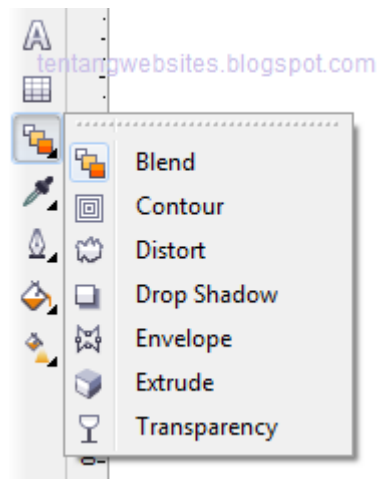 tentangwebsites.blogspot.com
Blend
Contour
Distort
Drop Shadow
Envelope
Extrude
Transparency